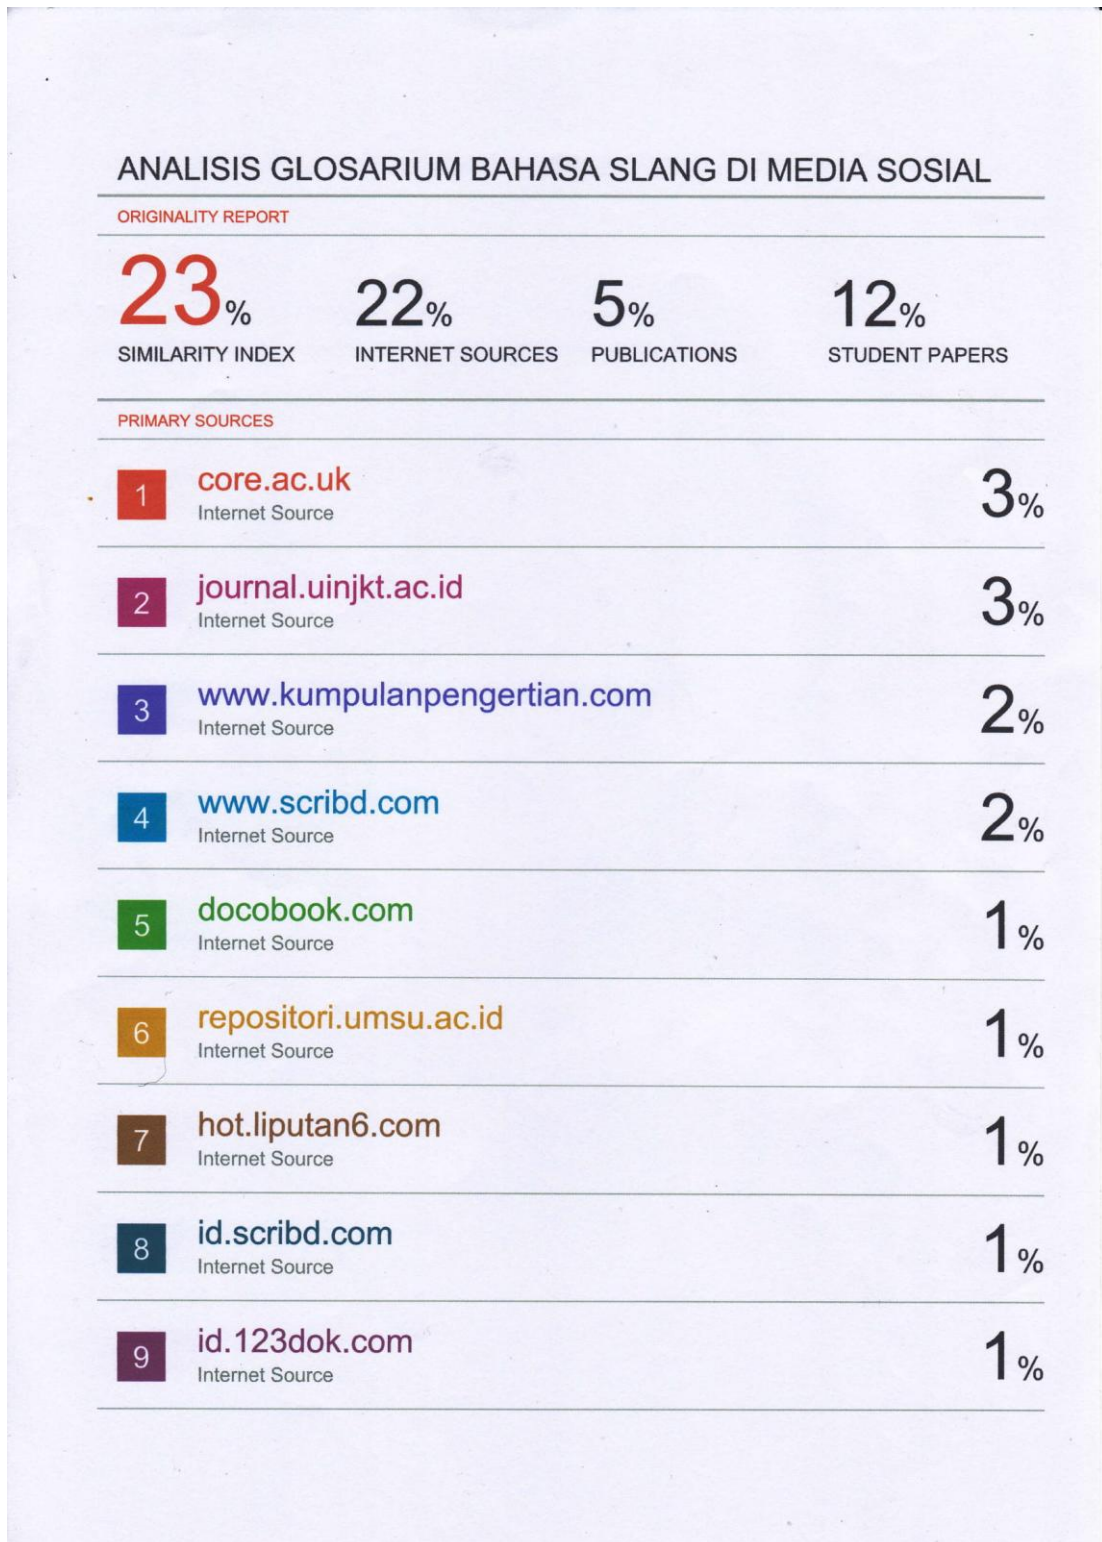 ANALISIS GLOSARIUM BAHASA SLANG DI MEDIA SOSIAL
ORIGINALITY REPORT
23% 22% 5% 12%
SIMILARITY INDEX INTERNET SOURCES PUBLICATIONS STUDENT PAPERS
PRIMARY SOURCES
1 core.ac.uk 3%
Internet Source
2 journal.uinjkt.ac.id 3%
Internet Source
3 www.kumpulanpengertian.com 2%
Internet Source
4 www.scribd.com 2%
Internet Source
5 docobook.com 1%
Internet Source
6 repositori.umsu.ac.id 1%
Internet Source
7 hot.liputan6.com 1%
Internet Source
8 id.scribd.com 1%
Internet Source
9 id.123dok.com 1%
Internet Source